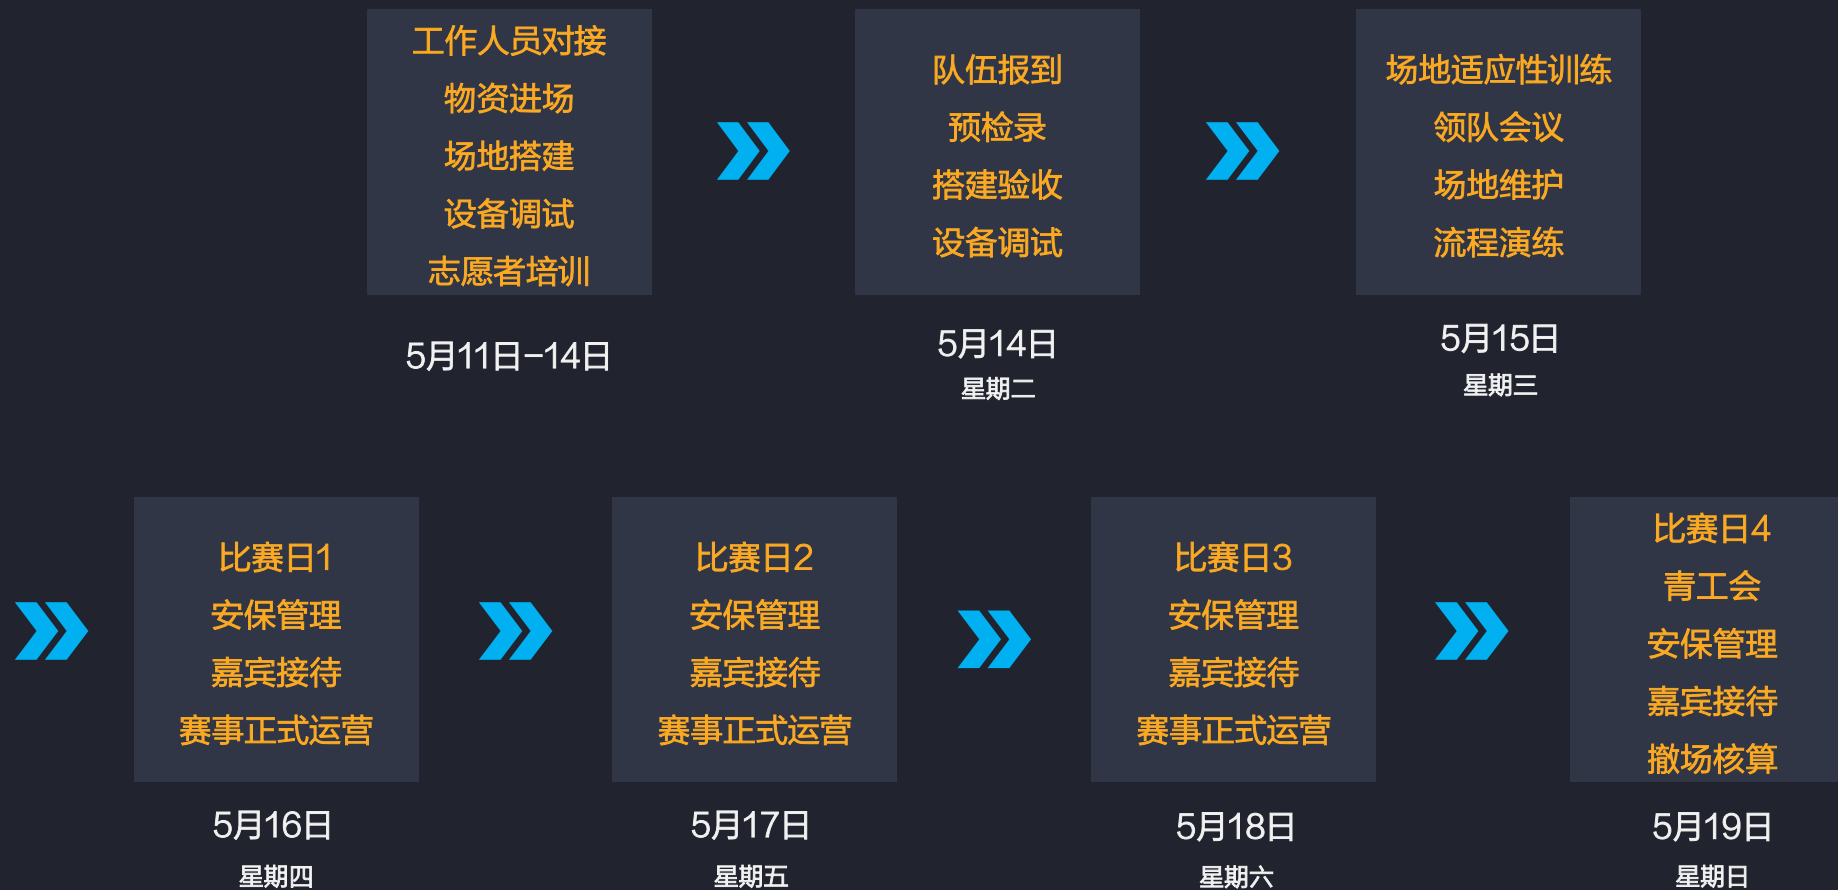 工作人员对接
物资进场
场地搭建
设备调试
志愿者培训
5月11日-14日
队伍报到
预检录
搭建验收
设备调试
5月14日
星期二
场地适应性训练
领队会议
场地维护
流程演练
5月15日
星期三
比赛日1
安保管理
嘉宾接待
赛事正式运营
5月16日
星期四
比赛日2
安保管理
嘉宾接待
赛事正式运营
5月17日
星期五
比赛日3
安保管理
嘉宾接待
赛事正式运营
5月18日
星期六
比赛日4
青工会
安保管理
嘉宾接待
撤场核算
5月19日
星期日